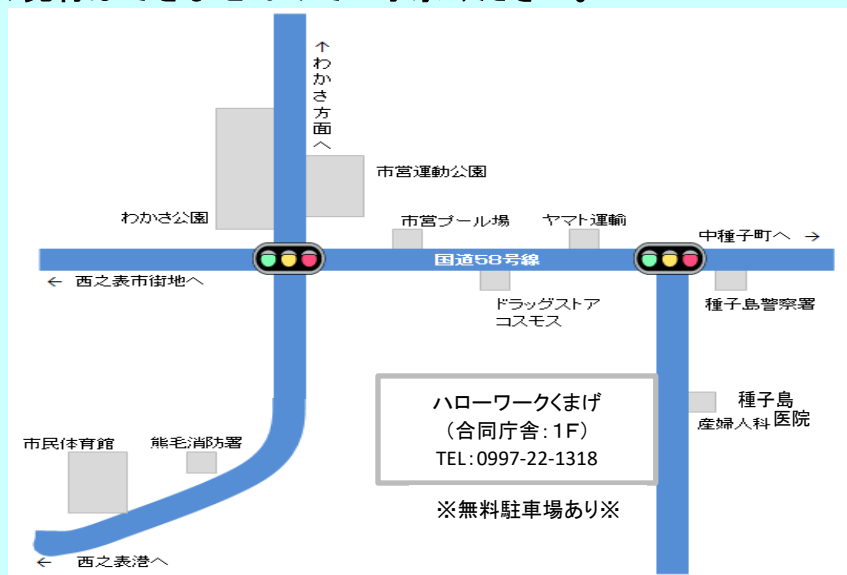 ↑わかさ方面へ
市営運動公園
わかさ公園
市営プール場
ヤマト運輸
中種子町へ →
国道58号線
← 西之表市街地へ
ドラッグストア
コスモス
種子島警察署
ハローワークくまげ
(合同庁舎:1F)
TEL:0997-22-1318
種子島
産婦人科医院
市民体育館
熊毛消防署
※無料駐車場あり※
← 西之表港へ